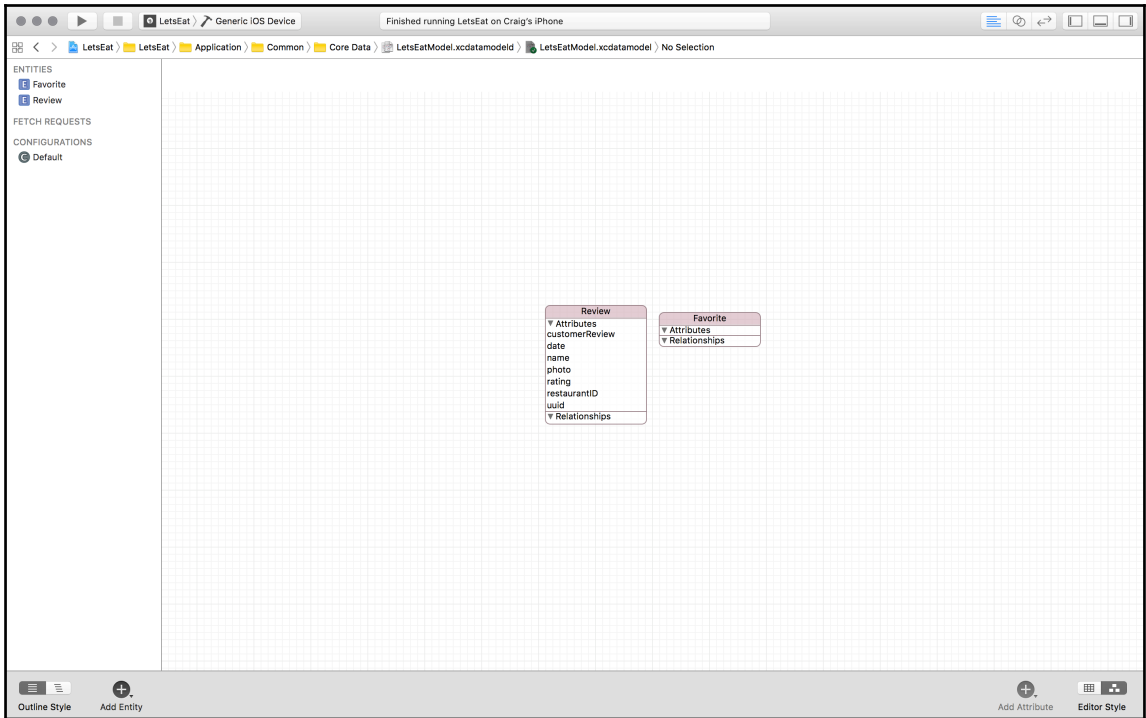 LetsEat Generic iOS Device Finished running LetsEat on Craig's iPhone
LetsEat LetsEat Application Common Core Data LetsEatModel.xcdatamodeld LetsEatModel.xcdatamodel No Selection
ENTITIES
E Favorite
E Review
FETCH REQUESTS
CONFIGURATIONS
C Default
Review
Attributes
customerReview
date
name
photo
rating
restaurantID
uuid
Relationships
Favorite
Attributes
Relationships
Outline Style Add Entity Add Attribute Editor Style